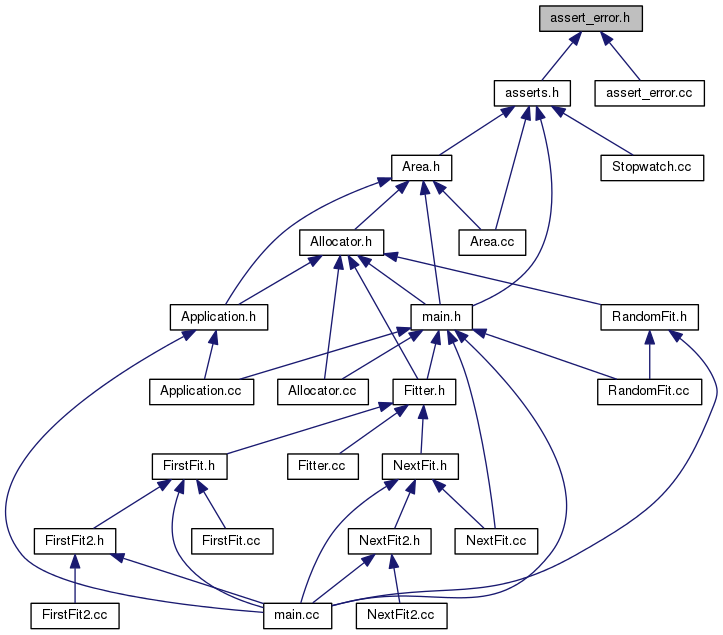 assert_error.h
asserts.h
assert_error.cc
Area.h
Stopwatch.cc
Allocator.h
Area.cc
Application.h
main.h
RandomFit.h
Application.cc
Allocator.cc
Fitter.h
RandomFit.cc
FirstFit.h
Fitter.cc
NextFit.h
FirstFit2.h
FirstFit.cc
NextFit2.h
NextFit.cc
FirstFit2.cc
main.cc
NextFit2.cc